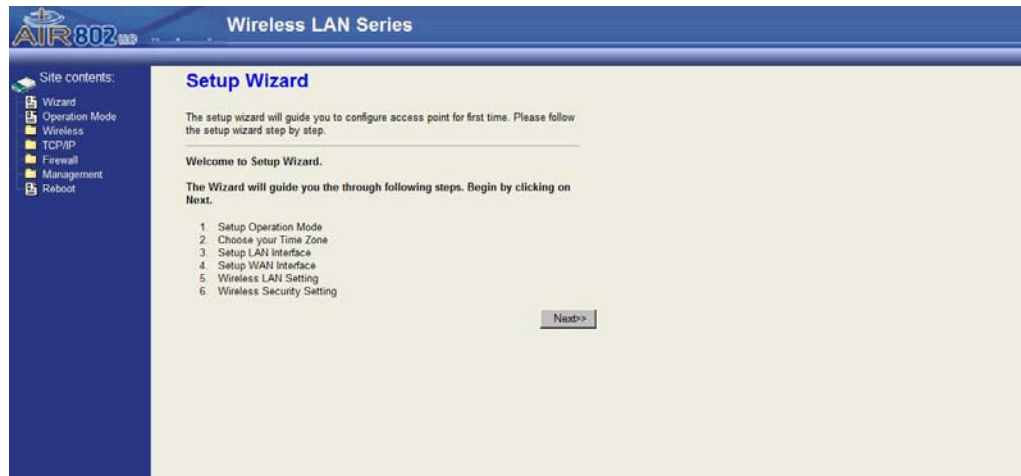 AIR802 LLC
Wireless LAN Series
Site contents:
Wizard
Operation Mode
Wireless
TCP/IP
Firewall
Management
Reboot
Setup Wizard
The setup wizard will guide you to configure access point for first time. Please follow
the setup wizard step by step.
Welcome to Setup Wizard.
The Wizard will guide you the through following steps. Begin by clicking on
Next.
1. Setup Operation Mode
2. Choose your Time Zone
3. Setup LAN Interface
4. Setup WAN Interface
5. Wireless LAN Setting
6. Wireless Security Setting
Next>>